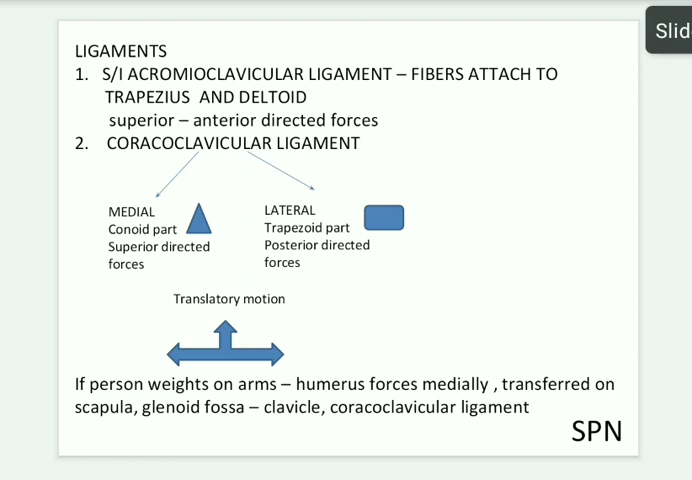 Slid
LIGAMENTS
1. S/I ACROMIOCLAVICULAR LIGAMENT – FIBERS ATTACH TO
TRAPEZIUS AND DELTOID
superior – anterior directed forces
2. CORACOCLAVICULAR LIGAMENT
MEDIAL
Conoid part
Superior directed
forces
LATERAL
Trapezoid part
Posterior directed
forces
Translatory motion
If person weights on arms – humerus forces medially , transferred on
scapula, glenoid fossa – clavicle, coracoclavicular ligament
SPN